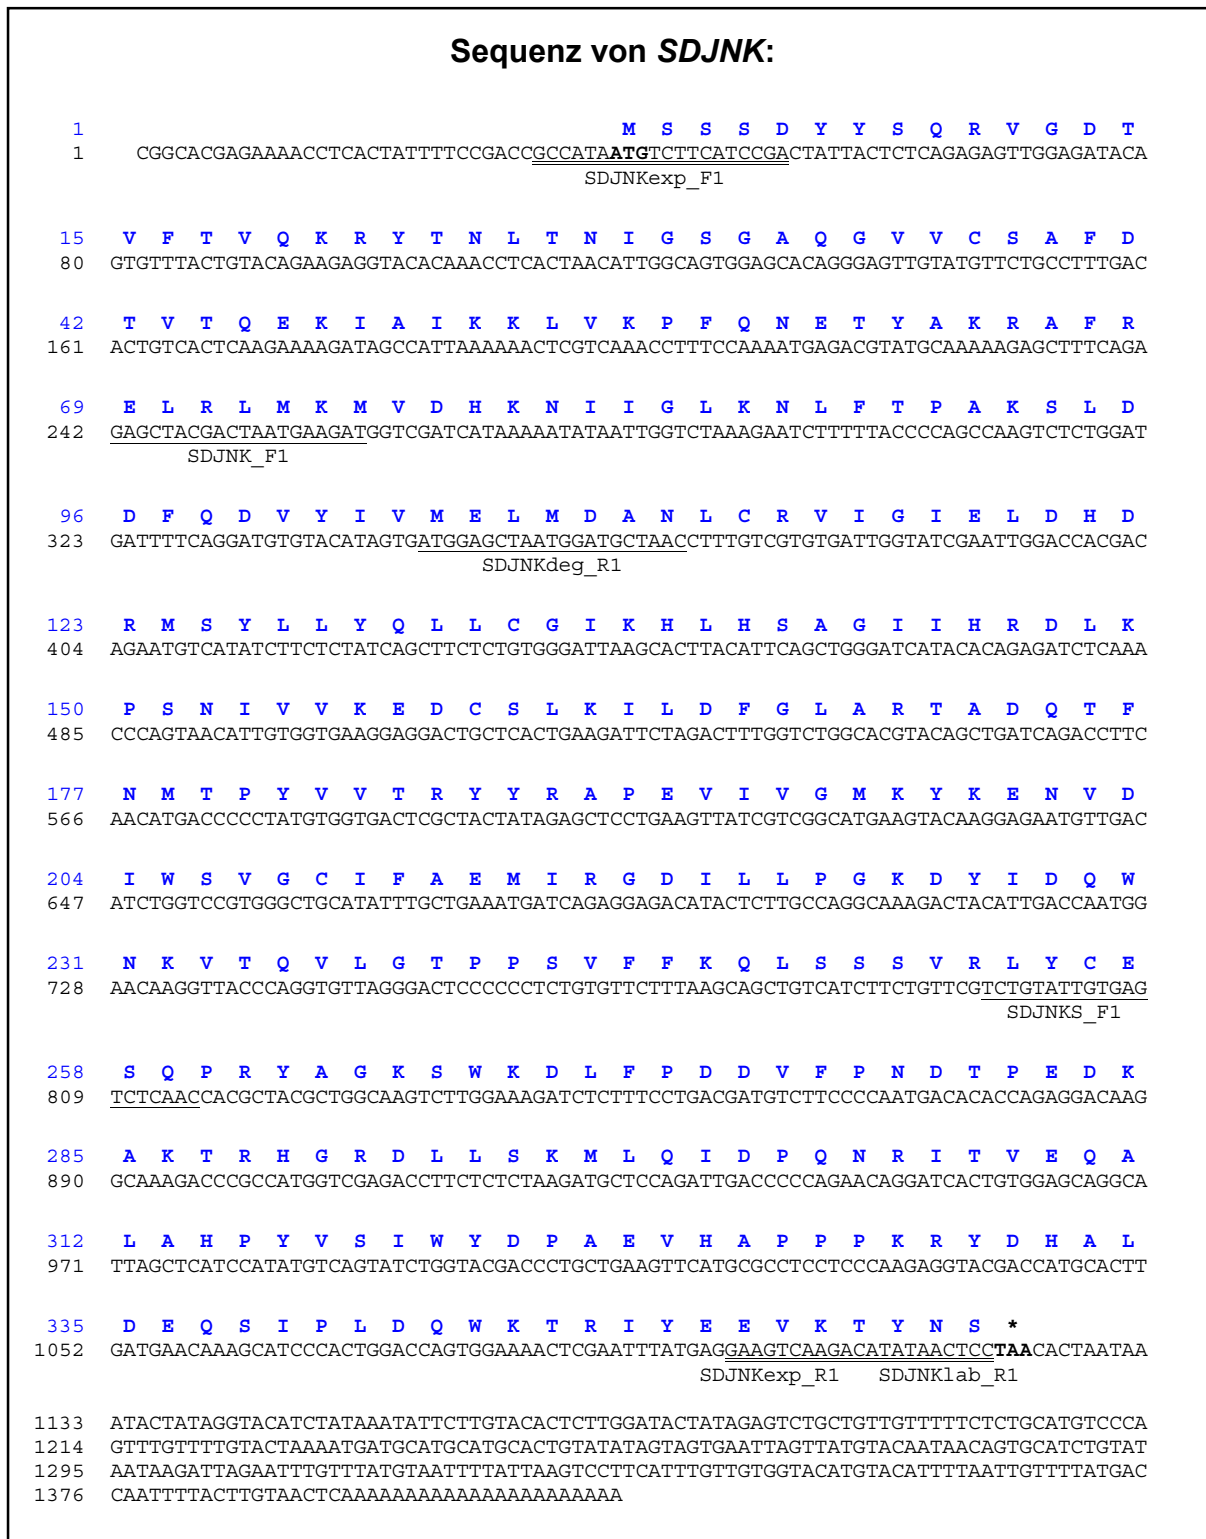 Sequenz von SDJNK:
1 M S S S D Y Y S Q R V G D T
1 CGGCACGAGAAAACCTCACTATTTTCCGACCGCCATAATGTCTTCATCCGACTATTACTCTCAGAGAGTTGGAGATACA
SDJNKexp_F1
15 V F T V Q K R Y T N L T N I G S G A Q G V V C S A F D
80 GTGTTTACTGTACAGAAGAGGTACACAAACCTCACTAACATTGGCAGTGGAGCACAGGGAGTTGTATGTTCTGCCTTTGAC
42 T V T Q E K I A I K K L V K P F Q N E T Y A K R A F R
161 ACTGTCACTCAAGAAAAGATAGCCATTAAAAAACTCGTCAAACCTTTCCAAAATGAGACGTATGCAAAAAGAGCTTTCAGA
69 E L R L M K M V D H K N I I G L K N L F T P A K S L D
242 GAGCTACGACTAATGAAGATGGTCGATCATAAAAATATAATTGGTCTAAAGAATCTTTTTACCCCAGCCAAGTCTCTGGAT
SDJNK_F1
96 D F Q D V Y I V M E L M D A N L C R V I G I E L D H D
323 GATTTTCAGGATGTGTACATAGTGATGGAGCTAATGGATGCTAACCTTTGTCGTGTGATTGGTATCGAATTGGACCACGAC
SDJNKdeg_R1
123 R M S Y L L Y Q L L C G I K H L H S A G I I H R D L K
404 AGAATGTCATATCTTCTCTATCAGCTTCTCTGTGGGATTAAGCACTTACATTCAGCTGGGATCATACACAGAGATCTCAAA
150 P S N I V V K E D C S L K I L D F G L A R T A D Q T F
485 CCCAGTAACATTGTGGTGAAGGAGGACTGCTCACTGAAGATTCTAGACTTTGGTCTGGCACGTACAGCTGATCAGACCTTC
177 N M T P Y V V T R Y Y R A P E V I V G M K Y K E N V D
566 AACATGACCCCCTATGTGGTGACTCGCTACTATAGAGCTCCTGAAGTTATCGTCGGCATGAAGTACAAGGAGAATGTTGAC
204 I W S V G C I F A E M I R G D I L L P G K D Y I D Q W
647 ATCTGGTCCGTGGGCTGCATATTTGCTGAAATGATCAGAGGAGACATACTCTTGCCAGGCAAAGACTACATTGACCAATGG
231 N K V T Q V L G T P P S V F F K Q L S S S V R L Y C E
728 AACAAGGTTACCCAGGTGTTAGGGACTCCCCCCTCTGTGTTCTTTAAGCAGCTGTCATCTTCTGTTCGTCTGTATTGTGAG
SDJNKS_F1
258 S Q P R Y A G K S W K D L F P D D V F P N D T P E D K
809 TCTCAACCACGCTACGCTGGCAAGTCTTGGAAAGATCTCTTTCCTGACGATGTCTTCCCCAATGACACACCAGAGGACAAG
285 A K T R H G R D L L S K M L Q I D P Q N R I T V E Q A
890 GCAAAGACCCGCCATGGTCGAGACCTTCTCTCTAAGATGCTCCAGATTGACCCCCAGAACAGGATCACTGTGGAGCAGGCA
312 L A H P Y V S I W Y D P A E V H A P P P K R Y D H A L
971 TTAGCTCATCCATATGTCAGTATCTGGTACGACCCTGCTGAAGTTCATGCGCCTCCTCCCAAGAGGTACGACCATGCACTT
335 D E Q S I P L D Q W K T R I Y E E V K T Y N S *
1052 GATGAACAAAGCATCCCACTGGACCAGTGGAAAACTCGAATTTATGAGGAAGTCAAGACATATAACTCCTAACACTAATAA
SDJNKexp_R1 SDJNKlab_R1
1133 ATACTATAGGTACATCTATAAATATTCTTGTACACTCTTGGATACTATAGAGTCTGCTGTTGTTTTTCTCTGCATGTCCCA
1214 GTTTGTTTTGTACTAAAATGATGCATGCATGCACTGTATATAGTAGTGAATTAGTTATGTACAATAACAGTGCATCTGTAT
1295 AATAAGATTAGAATTTGTTTATGTAATTTTATTAAGTCCTTCATTTGTTGTGGTACATGTACATTTTAATTGTTTTATGAC
1376 CAATTTTACTTGTAACTCAAAAAAAAAAAAAAAAAAAAAA